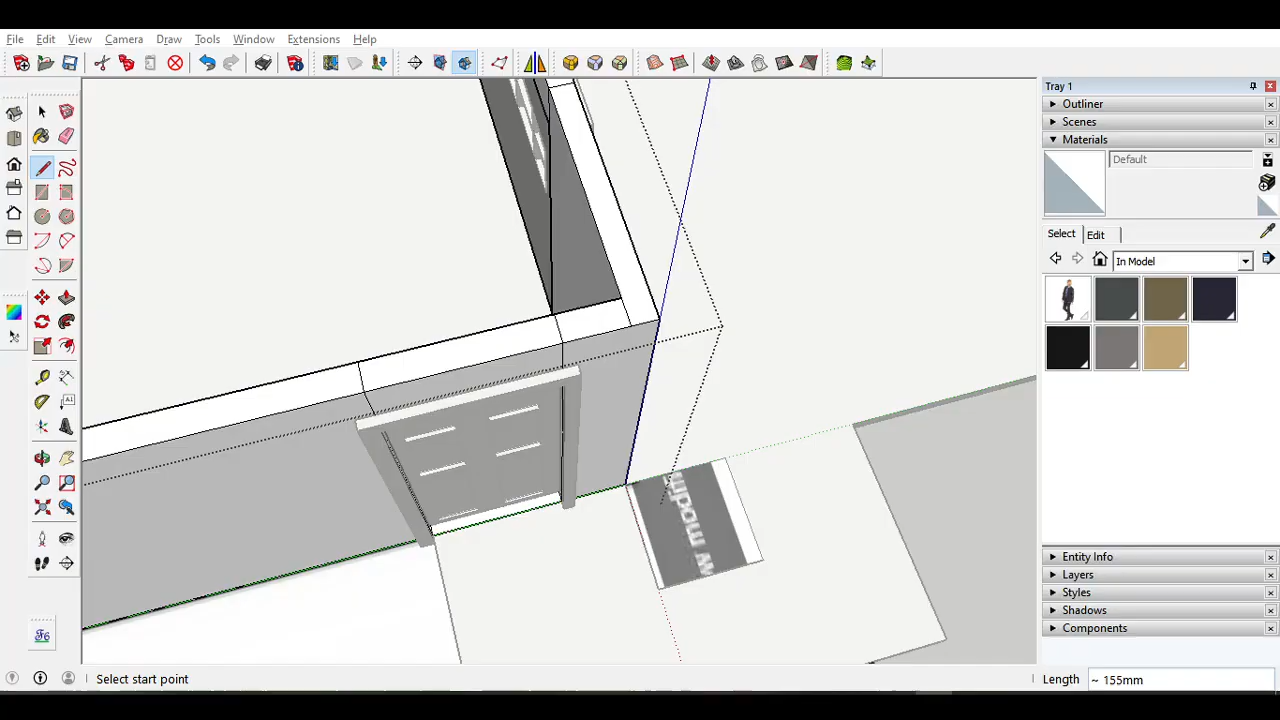 File Edit View Camera Draw Tools Window Extensions Help
Tray 1
Outliner
Scenes
Materials
Default
Select Edit
In Model
Entity Info
Layers
Styles
Shadows
Components
Select start point
Length ~ 155mm